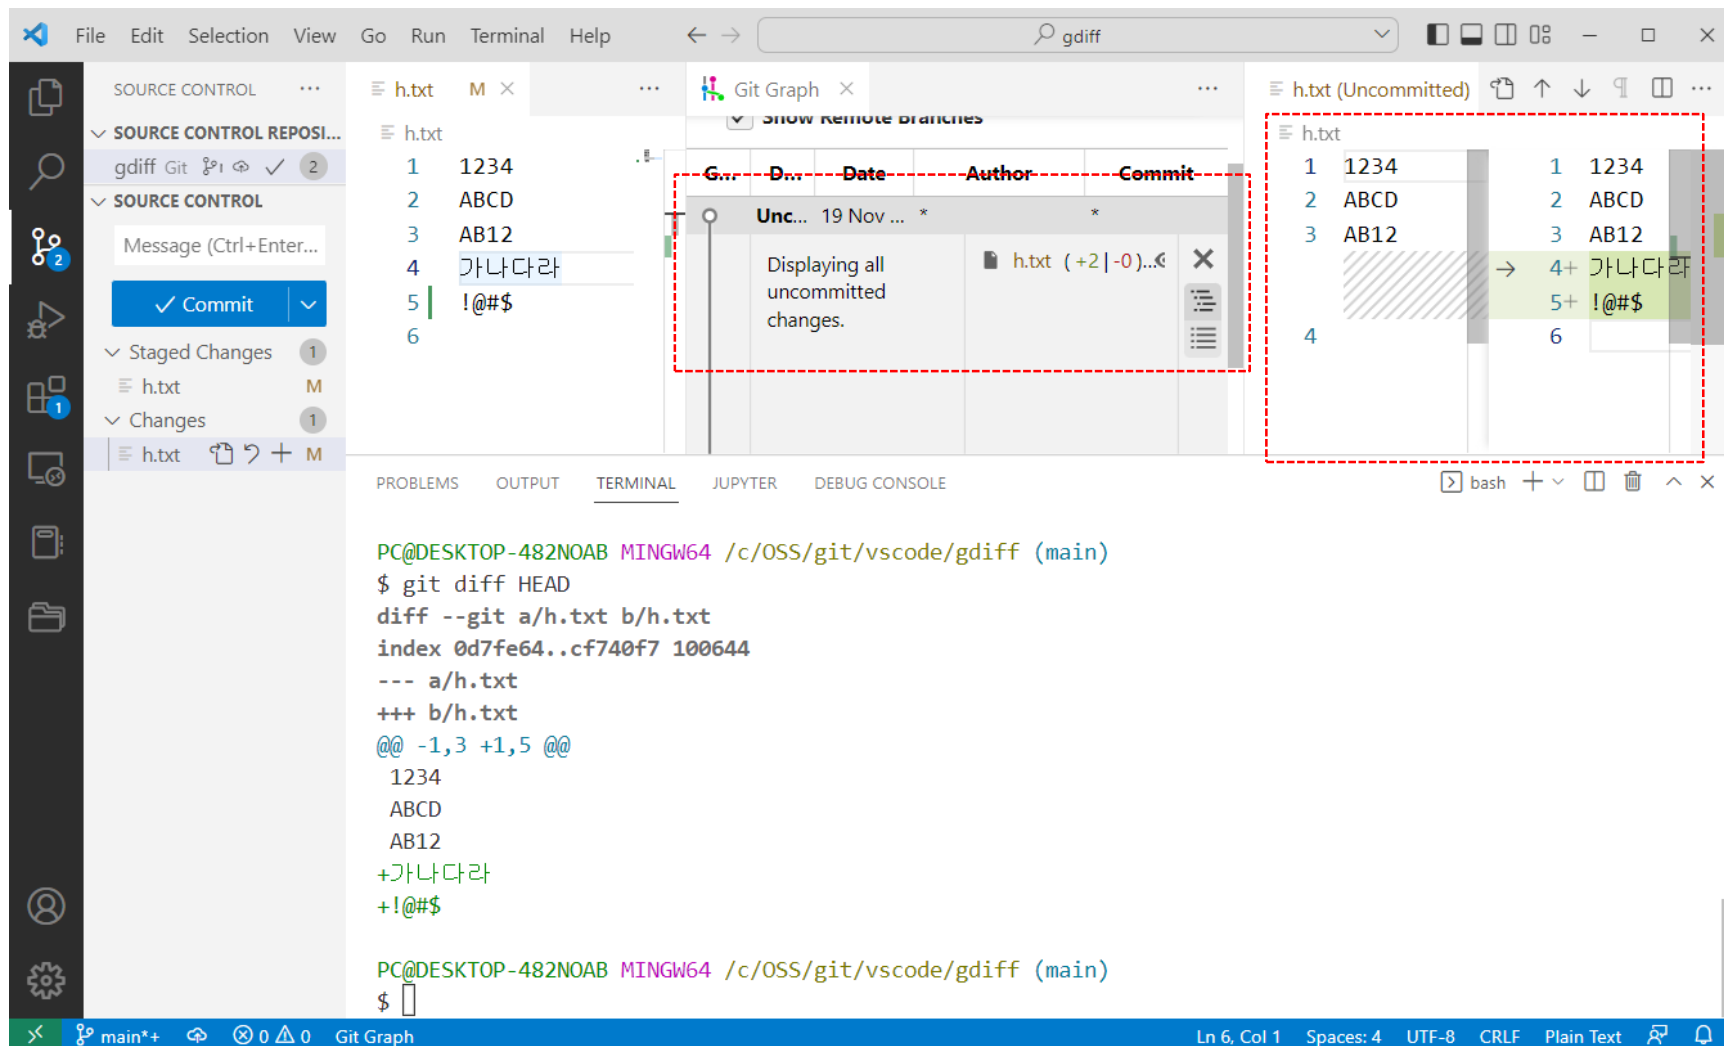 File Edit Selection View Go Run Terminal Help
gdiff
SOURCE CONTROL
SOURCE CONTROL REPOSI...
gdiff Git 2
SOURCE CONTROL
Message (Ctrl+Enter...
Commit
Staged Changes 1
h.txt M
Changes 1
h.txt M
2
1
h.txt M
h.txt
1 1234
2 ABCD
3 AB12
4 가나다라
5 !@#$
6
Git Graph
Show Remote Branches
G... D... Date Author Commit
Unc... 19 Nov ... * *
Displaying all
uncommitted
changes.
h.txt (+2|-0)...
h.txt (Uncommitted)
h.txt
1 1234 1 1234
2 ABCD 2 ABCD
3 AB12 3 AB12
4+ 가나다라
5+ !@#$
4 6
PROBLEMS OUTPUT TERMINAL JUPYTER DEBUG CONSOLE
bash
PC@DESKTOP-482NOAB MINGW64 /c/OSS/git/vscode/gdiff (main)
$ git diff HEAD
diff --git a/h.txt b/h.txt
index 0d7fe64..cf740f7 100644
--- a/h.txt
+++ b/h.txt
@@ -1,3 +1,5 @@
1234
ABCD
AB12
+가나다라
+!@#$
PC@DESKTOP-482NOAB MINGW64 /c/OSS/git/vscode/gdiff (main)
$
main*+ 0 0 Git Graph
Ln 6, Col 1 Spaces: 4 UTF-8 CRLF Plain Text